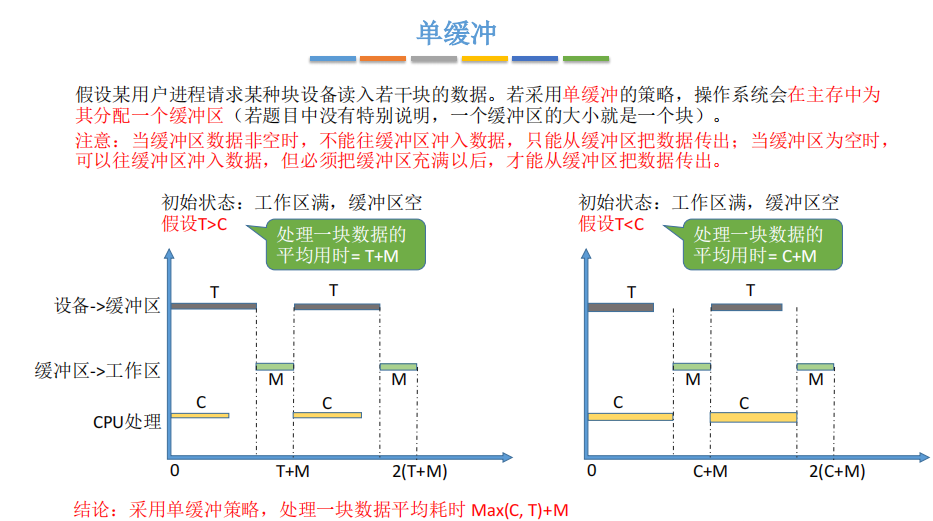 单缓冲
假设某用户进程请求某种块设备读入若干块的数据。若采用单缓冲的策略，操作系统会在主存中为
其分配一个缓冲区（若题目中没有特别说明，一个缓冲区的大小就是一个块）。
注意：当缓冲区数据非空时，不能往缓冲区冲入数据，只能从缓冲区把数据传出；当缓冲区为空时，
可以往缓冲区冲入数据，但必须把缓冲区充满以后，才能从缓冲区把数据传出。
初始状态：工作区满，缓冲区空
假设T>C
处理一块数据的
平均用时= T+M
设备->缓冲区
T
T
缓冲区->工作区
M
M
CPU处理
C
C
0
T+M
2(T+M)
初始状态：工作区满，缓冲区空
假设T<C
处理一块数据的
平均用时= C+M
T
T
M
M
C
C
0
C+M
2(C+M)
结论：采用单缓冲策略，处理一块数据平均耗时 Max(C, T)+M